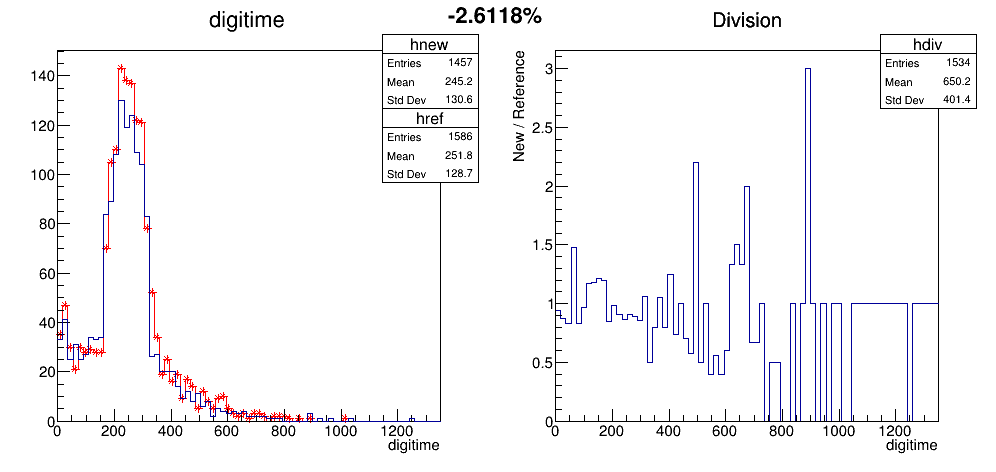 -2.6118%
digitime
hnew
Entries 1457
Mean 245.2
Std Dev 130.6
href
Entries 1586
Mean 251.8
Std Dev 128.7
140
120
100
80
60
40
20
0
0 200 400 600 800 1000 1200
digitime
Division
hdiv
Entries 1534
Mean 650.2
Std Dev 401.4
New / Reference
3
2.5
2
1.5
1
0.5
0
0 200 400 600 800 1000 1200
digitime